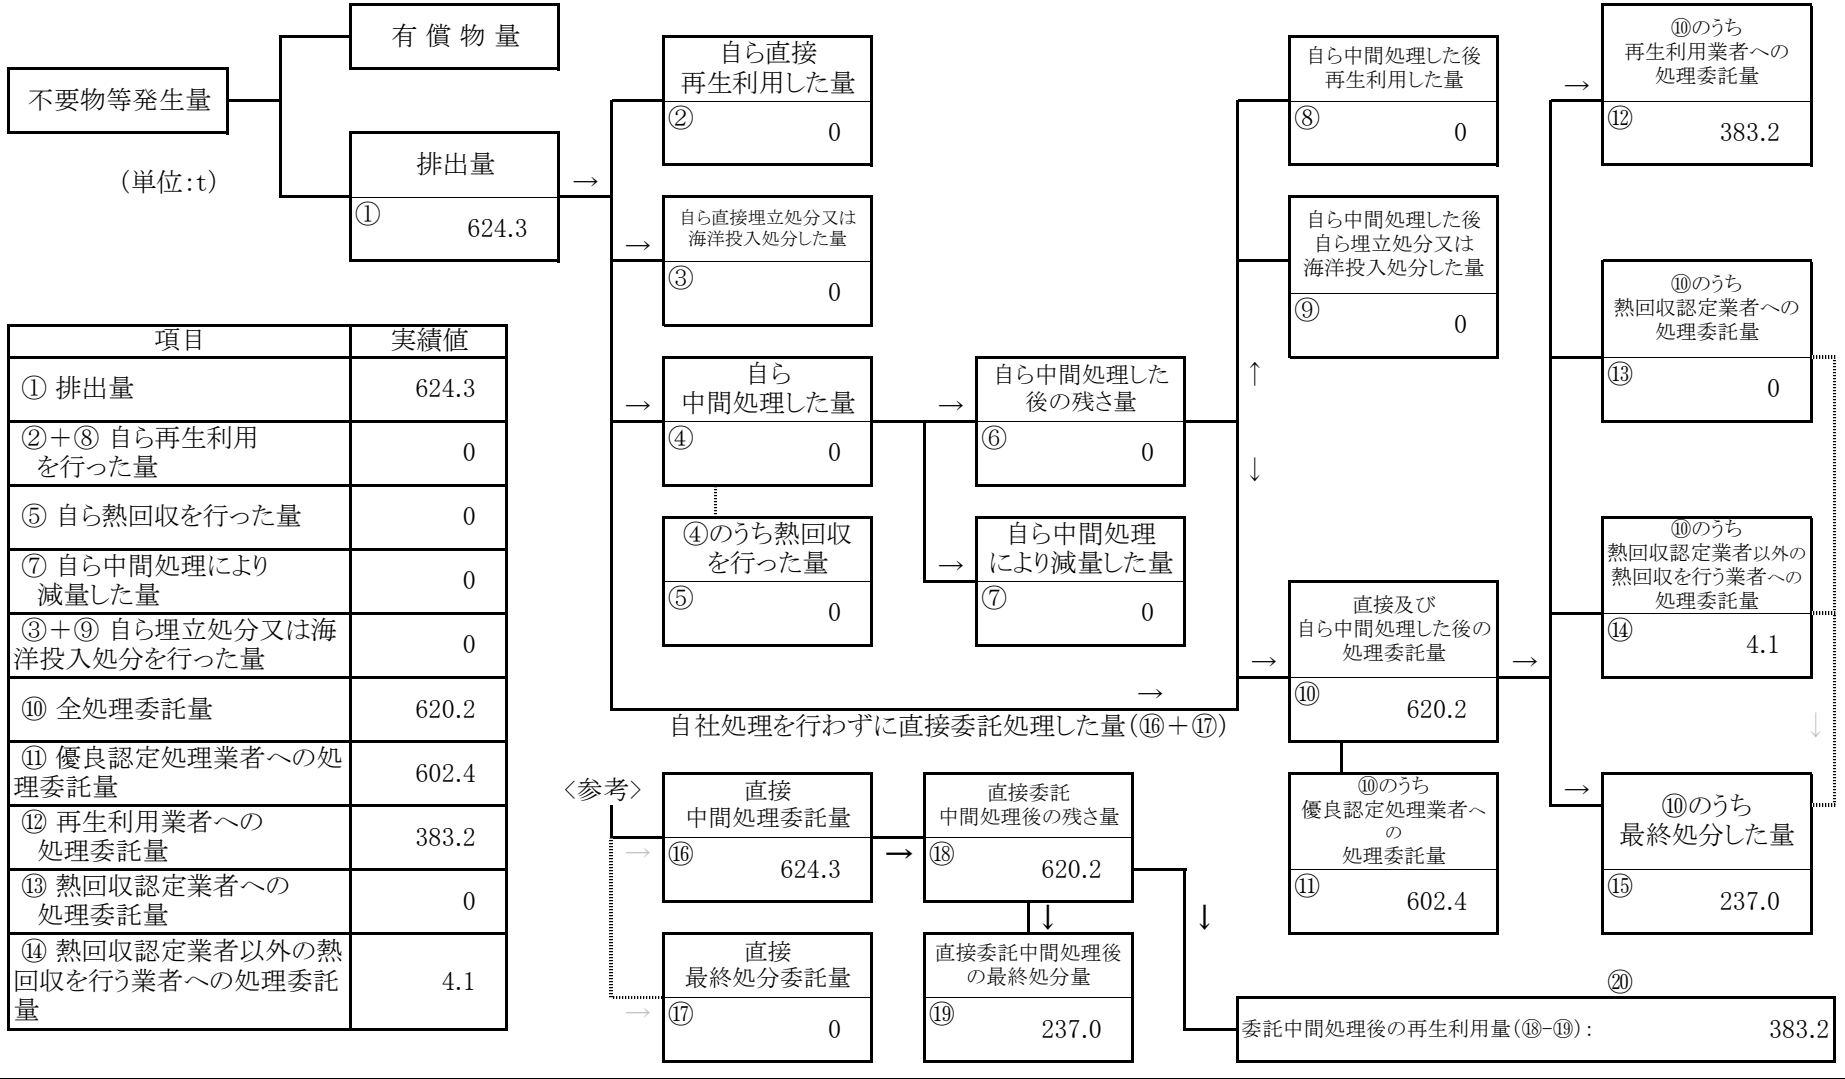 有 償 物 量
不要物等発生量
(単位:t)
排出量
①
624.3
→
自ら直接
再生利用した量
②
0
→
自ら直接埋立処分又は
海洋投入処分した量
③
0
→
自ら
中間処理した量
④
0
④のうち熱回収
を行った量
⑤
0
→
自ら中間処理した
後の残さ量
⑥
0
→
自ら中間処理
により減量した量
⑦
0
自ら中間処理した後
再生利用した量
⑧
0
自ら中間処理した後
自ら埋立処分又は
海洋投入処分した量
⑨
0
↑
↓
→
自社処理を行わずに直接委託処理した量(⑯+⑰)
→
直接及び
自ら中間処理した後の
処理委託量
⑩
620.2
⑩のうち
優良認定処理業者へ
の
処理委託量
⑪
602.4
→
→
⑩のうち
再生利用業者への
処理委託量
⑫
383.2
⑩のうち
熱回収認定業者への
処理委託量
⑬
0
⑩のうち
熱回収認定業者以外の
熱回収を行う業者への
処理委託量
⑭
4.1
↓
→
⑩のうち
最終処分した量
⑮
237.0
項目 実績値
① 排出量 624.3
②+⑧ 自ら再生利用
を行った量 0
⑤ 自ら熱回収を行った量 0
⑦ 自ら中間処理により
減量した量 0
③+⑨ 自ら埋立処分又は海
洋投入処分を行った量 0
⑩ 全処理委託量 620.2
⑪ 優良認定処理業者への処
理委託量 602.4
⑫ 再生利用業者への
処理委託量 383.2
⑬ 熱回収認定業者への
処理委託量 0
⑭ 熱回収認定業者以外の熱
回収を行う業者への処理委託
量 4.1
<参考>
→
直接
中間処理委託量
⑯
624.3
→
直接
最終処分委託量
⑰
0
→
直接委託
中間処理後の残さ量
⑱
620.2
↓
直接委託中間処理後
の最終処分量
⑲
237.0
↓
⑳
委託中間処理後の再生利用量(⑱-⑲): 383.2